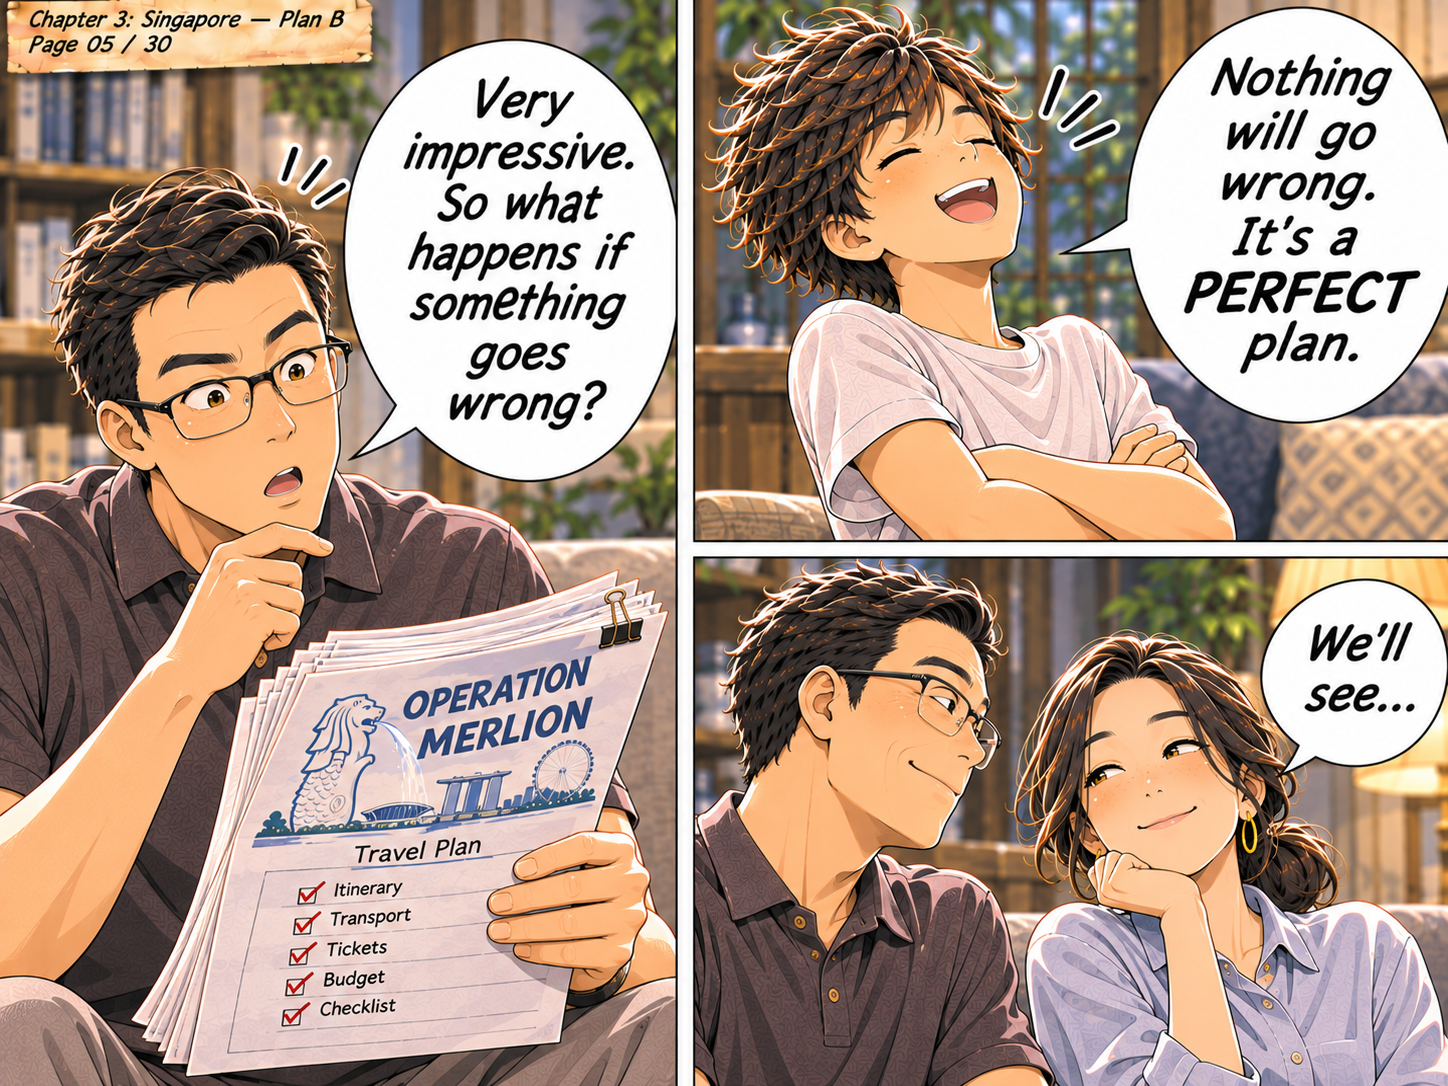 Chapter 3: Singapore — Plan B
Page 05 / 30
Very
impressive.
So what
happens if
something
goes
wrong?
OPERATION
MERLION
Travel Plan
Itinerary
Transport
Tickets
Budget
Checklist
Nothing
will go
wrong.
It's a
PERFECT
plan.
We'll
see...